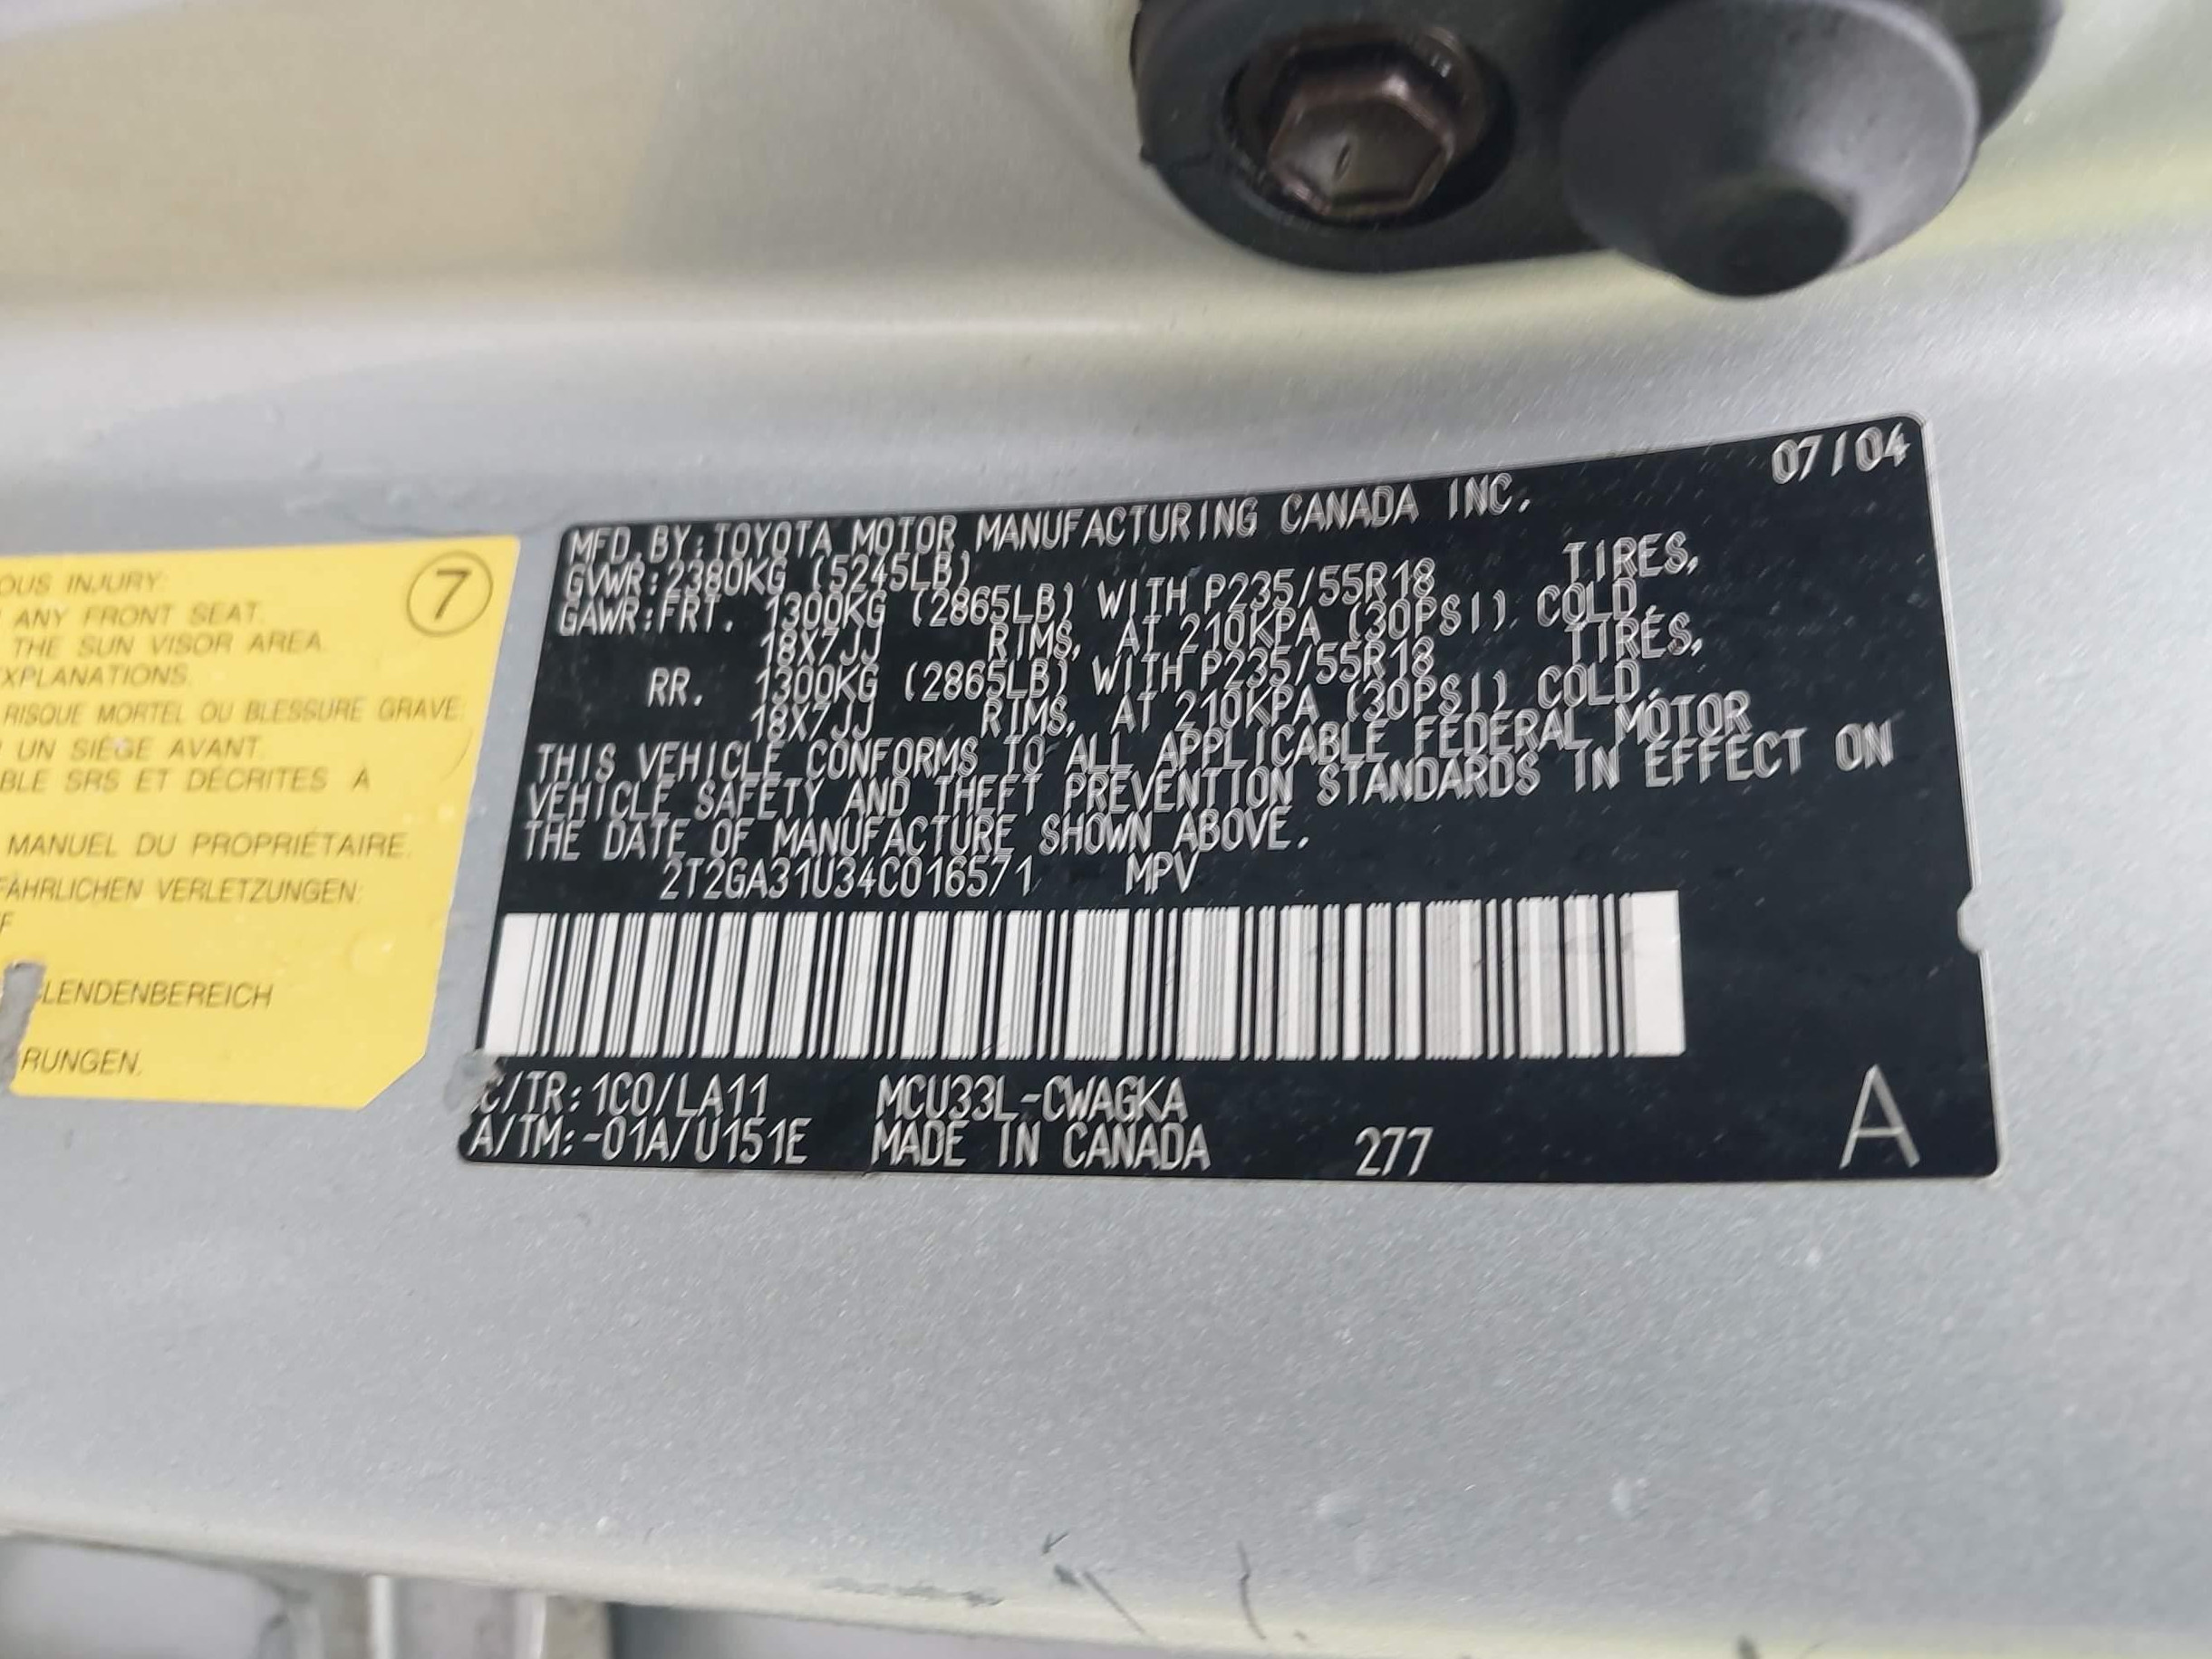 07/04
MFD.BY:TOYOTA MOTOR MANUFACTURING CANADA INC.
GVWR:2380KG (5245LB)
GAWR:FRT. 1300KG (2865LB) WITH P235/55R18 TIRES,
18X7JJ RIMS, AT 210KPA (30PSI) COLD.
RR. 1300KG (2865LB) WITH P235/55R18 TIRES,
18X7JJ RIMS, AT 210KPA (30PSI) COLD.
THIS VEHICLE CONFORMS TO ALL APPLICABLE FEDERAL MOTOR
VEHICLE SAFETY AND THEFT PREVENTION STANDARDS IN EFFECT ON
THE DATE OF MANUFACTURE SHOWN ABOVE.
2T2GA31U34C016571 MPV
C/TR:1C0/LA11 MCU33L-CWAGKA
A/TM:-01A/U151E MADE IN CANADA 277
A
7
OUS INJURY:
ANY FRONT SEAT.
THE SUN VISOR AREA.
XPLANATIONS.
RISQUE MORTEL OU BLESSURE GRAVE
UN SIÈGE AVANT.
BLE SRS ET DÉCRITES À
MANUEL DU PROPRIÉTAIRE.
FÄHRLICHEN VERLETZUNGEN:
F
LENDENBEREICH
RUNGEN.